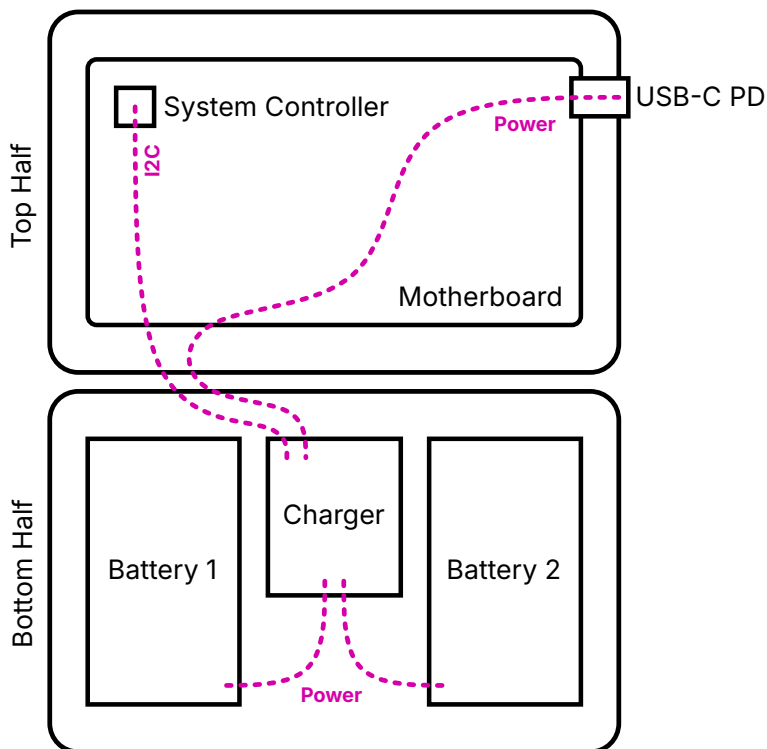 Top Half
System Controller
USB-C PD
Power
I2C
Motherboard
Bottom Half
Charger
Battery 1
Battery 2
Power